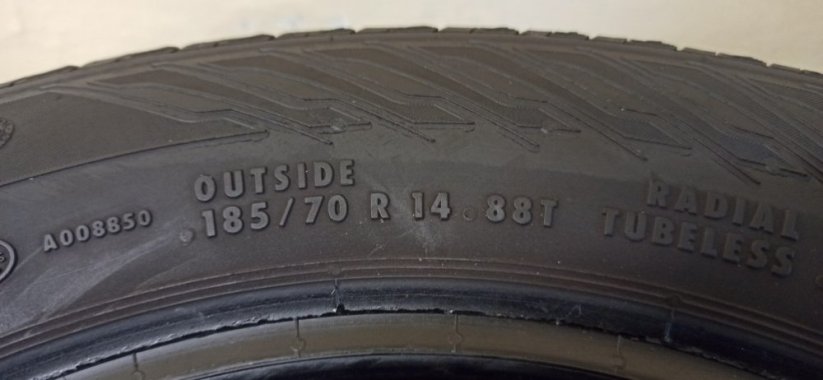 A008850
OUTSIDE
185/70 R 14 88T
RADIAL
TUBELESS